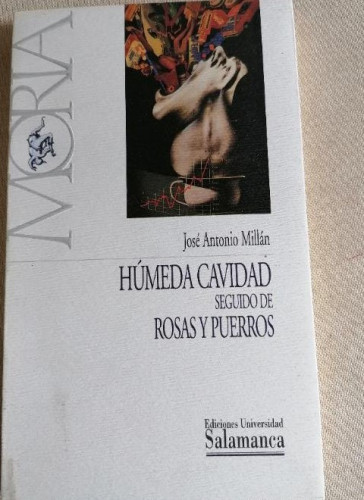 MORIA
José Antonio Millán
HÚMEDA CAVIDAD
SEGUIDO DE
ROSAS Y PUERROS
Ediciones Universidad
Salamanca